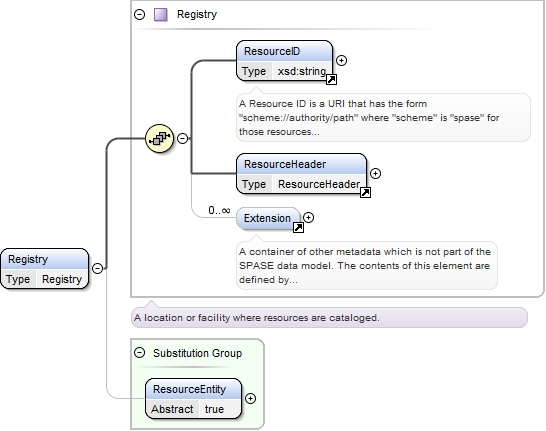 Registry
ResourceID
Type xsd:string
A Resource ID is a URI that has the form
"scheme://authority/path" where "scheme" is "spase" for
those resources...
ResourceHeader
Type ResourceHeader
0..∞
Extension
A container of other metadata which is not part of the
SPASE data model. The contents of this element are
defined by...
Registry
Type Registry
A location or facility where resources are cataloged.
Substitution Group
ResourceEntity
Abstract true